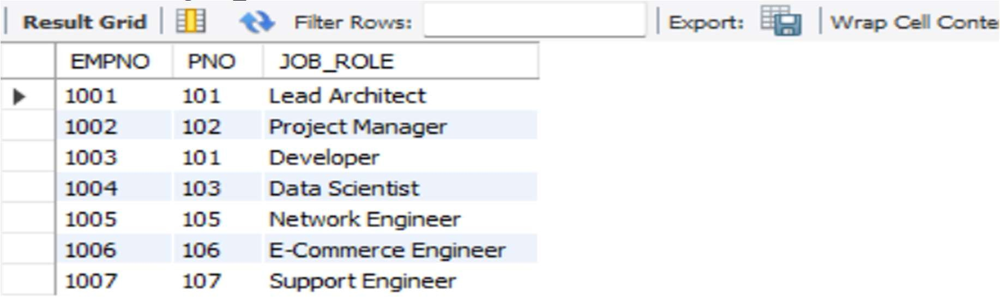 Result Grid Filter Rows: Export: Wrap Cell Conte
EMPNO PNO JOB_ROLE
1001 101 Lead Architect
1002 102 Project Manager
1003 101 Developer
1004 103 Data Scientist
1005 105 Network Engineer
1006 106 E-Commerce Engineer
1007 107 Support Engineer